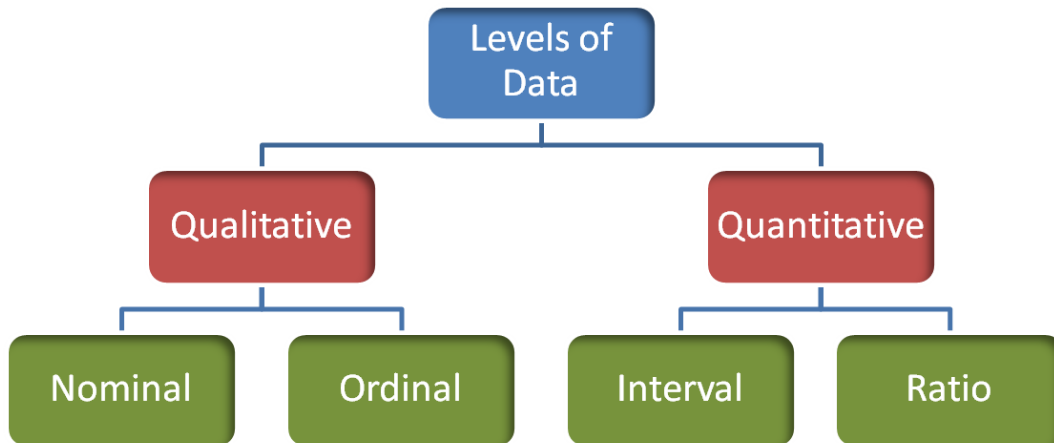 Levels of
Data
Qualitative
Quantitative
Nominal
Ordinal
Interval
Ratio